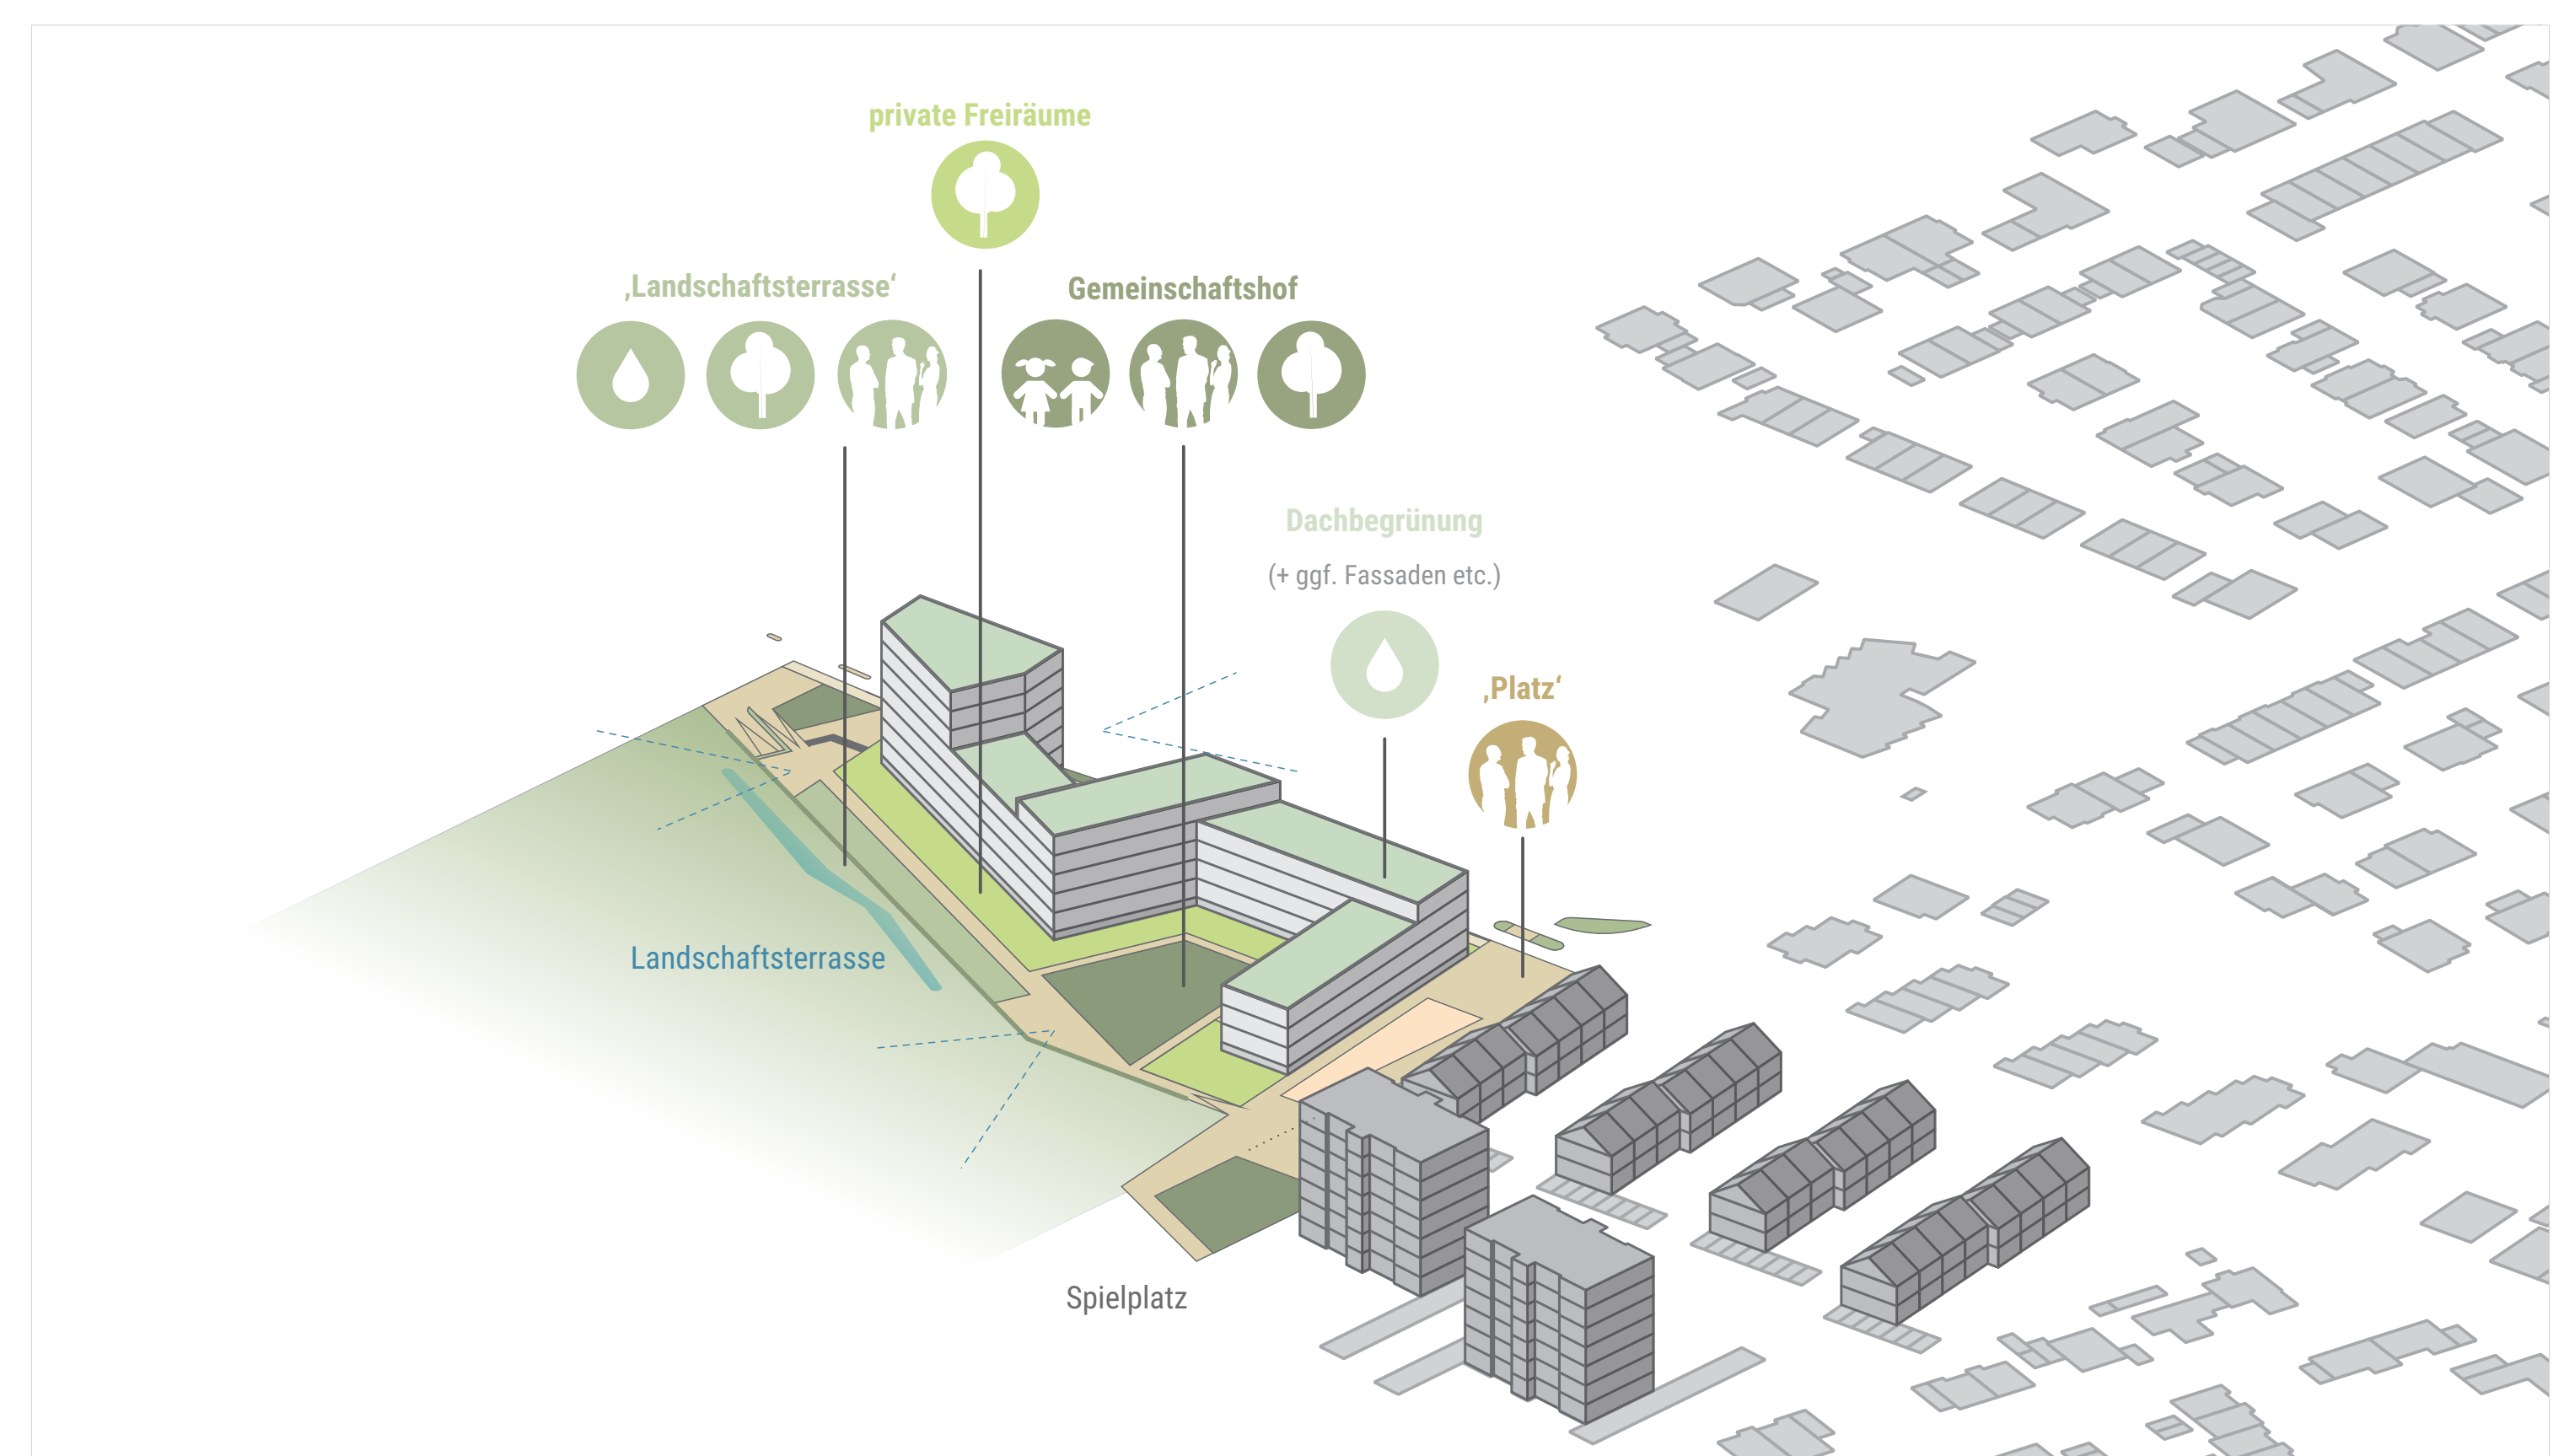 private Freiräume
‚Landschaftsterrasse‘
Gemeinschaftshof
Dachbegrünung
(+ ggf. Fassaden etc.)
‚Platz‘
Landschaftsterrasse
Spielplatz